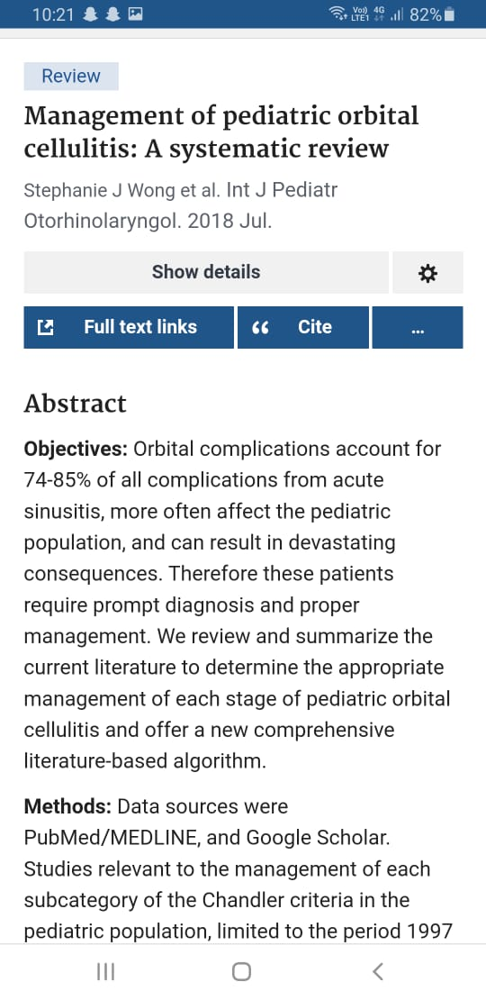 10:21 Vo)) LTE1 4G 82%
Review
Management of pediatric orbital
cellulitis: A systematic review
Stephanie J Wong et al. Int J Pediatr
Otorhinolaryngol. 2018 Jul.
Show details
Full text links Cite ...
Abstract
Objectives: Orbital complications account for
74-85% of all complications from acute
sinusitis, more often affect the pediatric
population, and can result in devastating
consequences. Therefore these patients
require prompt diagnosis and proper
management. We review and summarize the
current literature to determine the appropriate
management of each stage of pediatric orbital
cellulitis and offer a new comprehensive
literature-based algorithm.
Methods: Data sources were
PubMed/MEDLINE, and Google Scholar.
Studies relevant to the management of each
subcategory of the Chandler criteria in the
pediatric population, limited to the period 1997